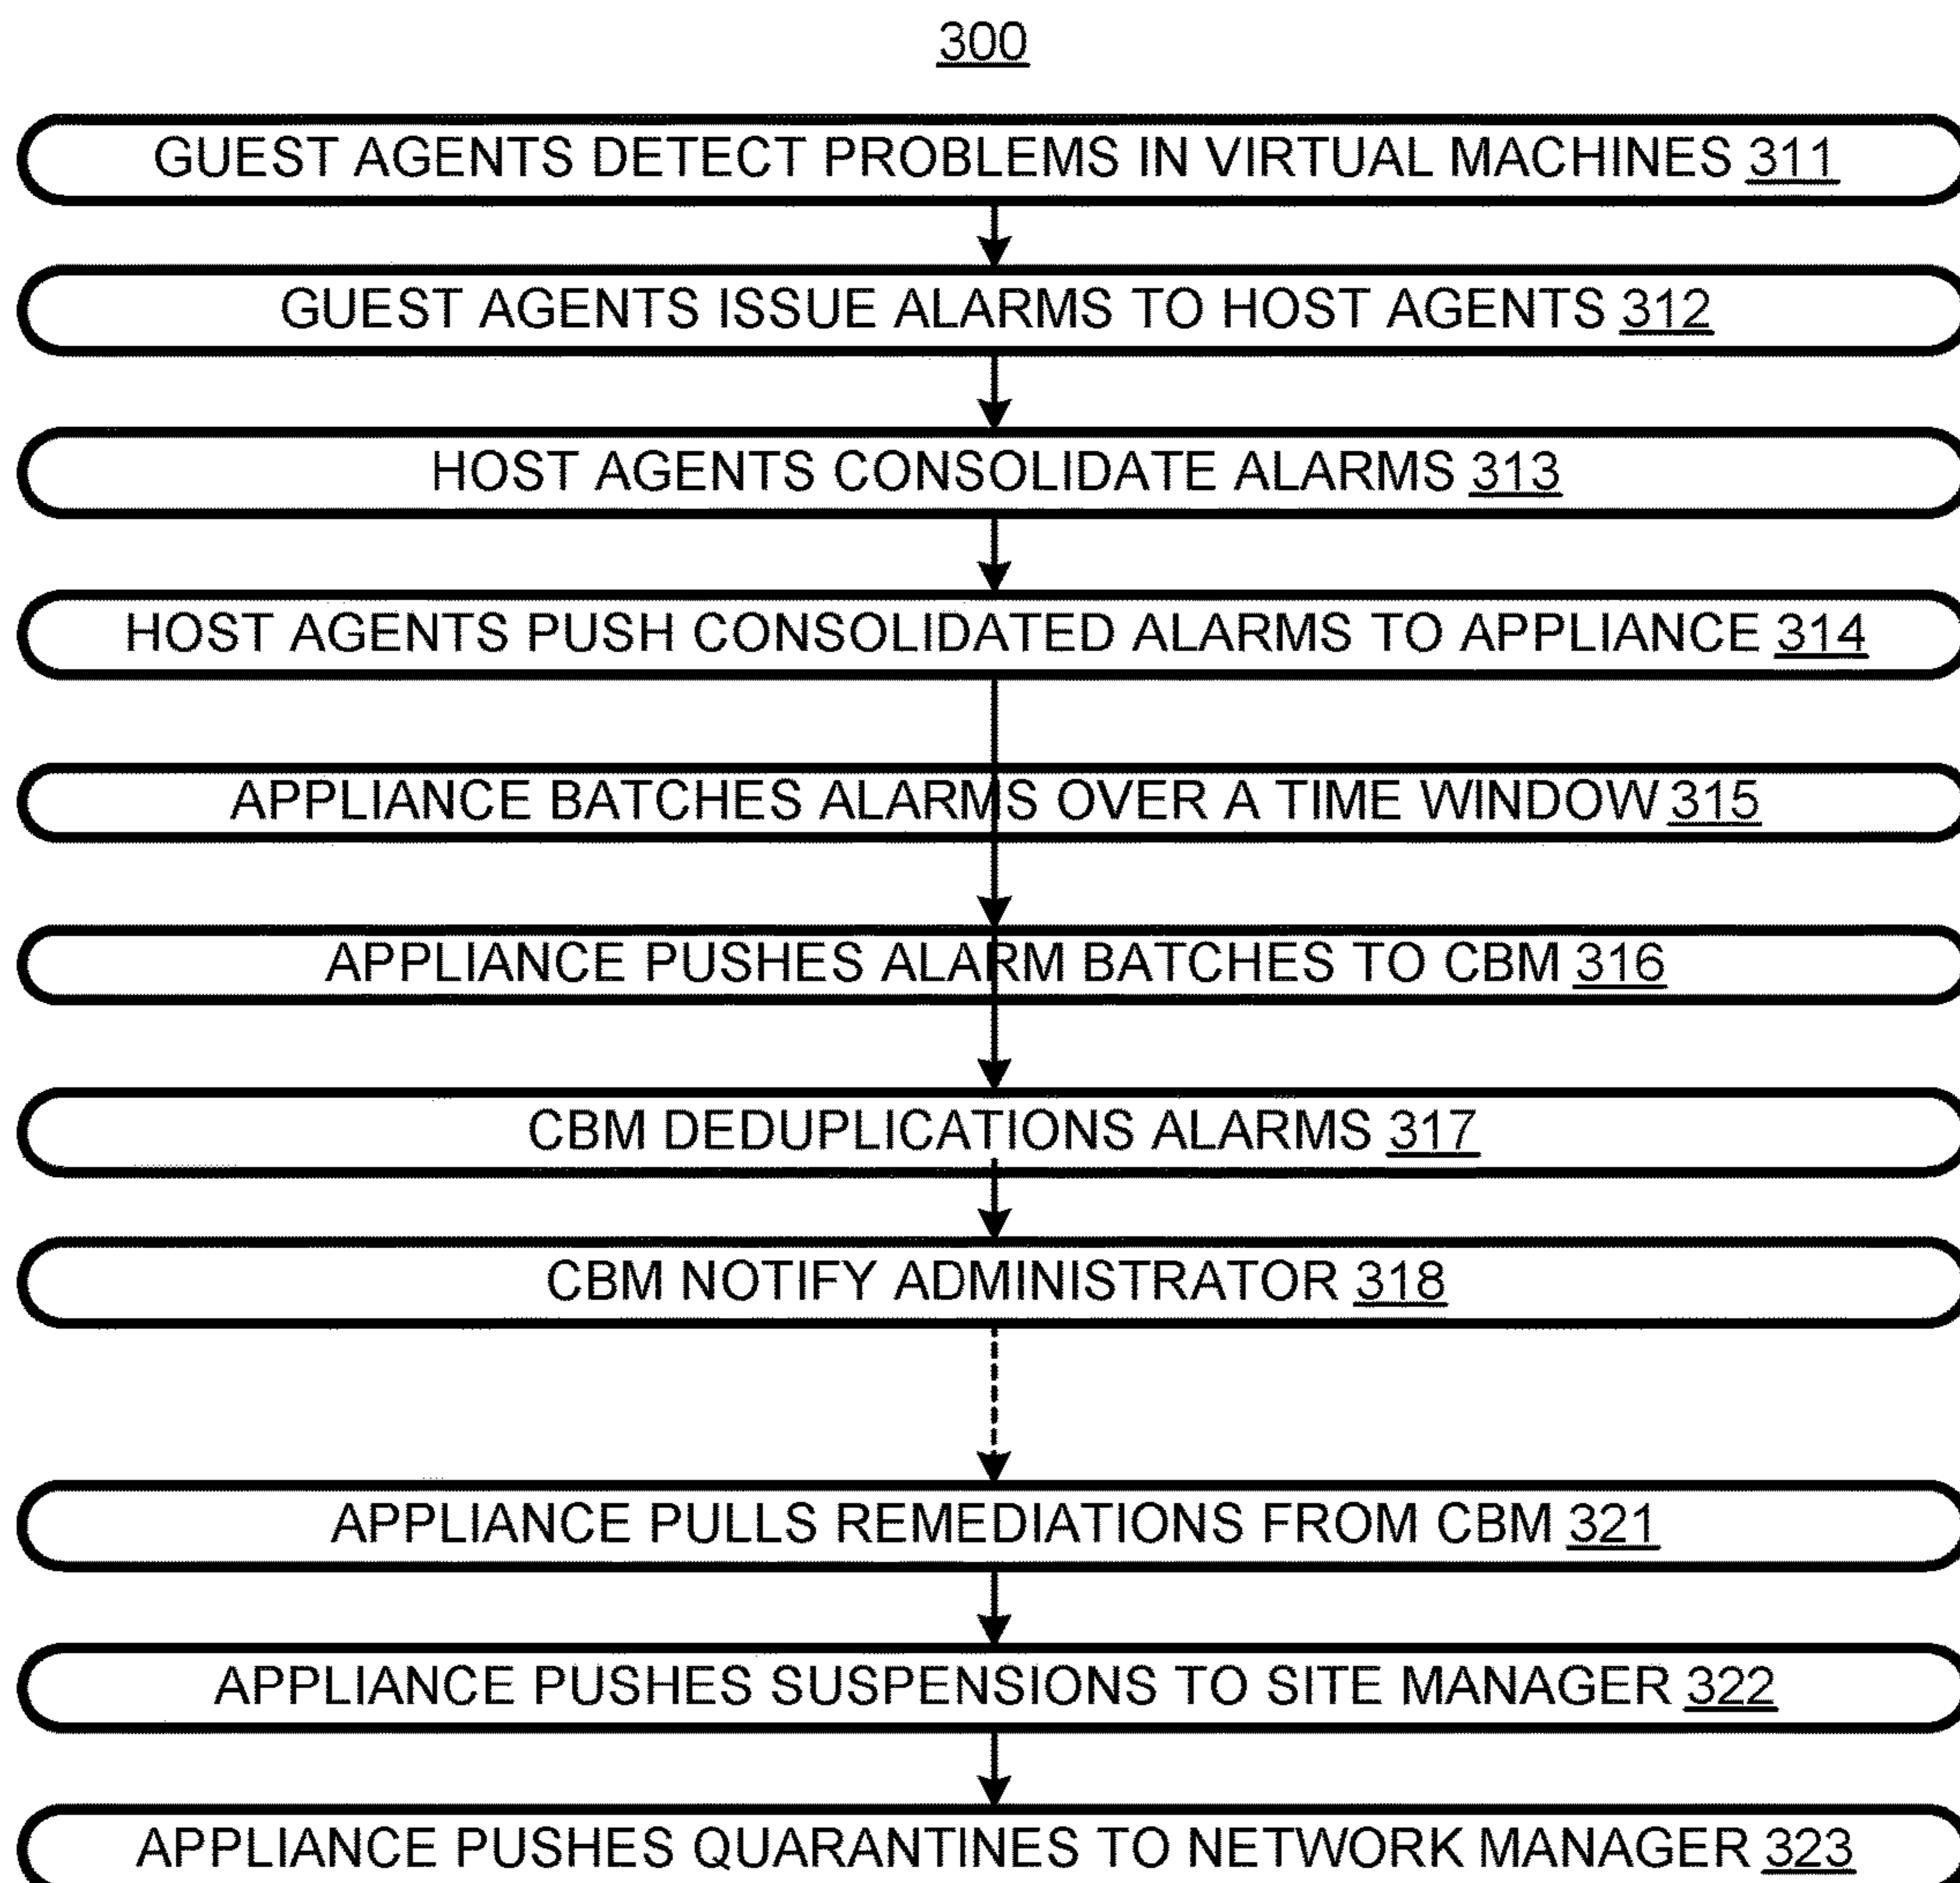 300
GUEST AGENTS DETECT PROBLEMS IN VIRTUAL MACHINES 311
GUEST AGENTS ISSUE ALARMS TO HOST AGENTS 312
HOST AGENTS CONSOLIDATE ALARMS 313
HOST AGENTS PUSH CONSOLIDATED ALARMS TO APPLIANCE 314
APPLIANCE BATCHES ALARMS OVER A TIME WINDOW 315
APPLIANCE PUSHES ALARM BATCHES TO CBM 316
CBM DEDUPLICATIONS ALARMS 317
CBM NOTIFY ADMINISTRATOR 318
APPLIANCE PULLS REMEDIATIONS FROM CBM 321
APPLIANCE PUSHES SUSPENSIONS TO SITE MANAGER 322
APPLIANCE PUSHES QUARANTINES TO NETWORK MANAGER 323